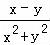 x − y
x² + y²